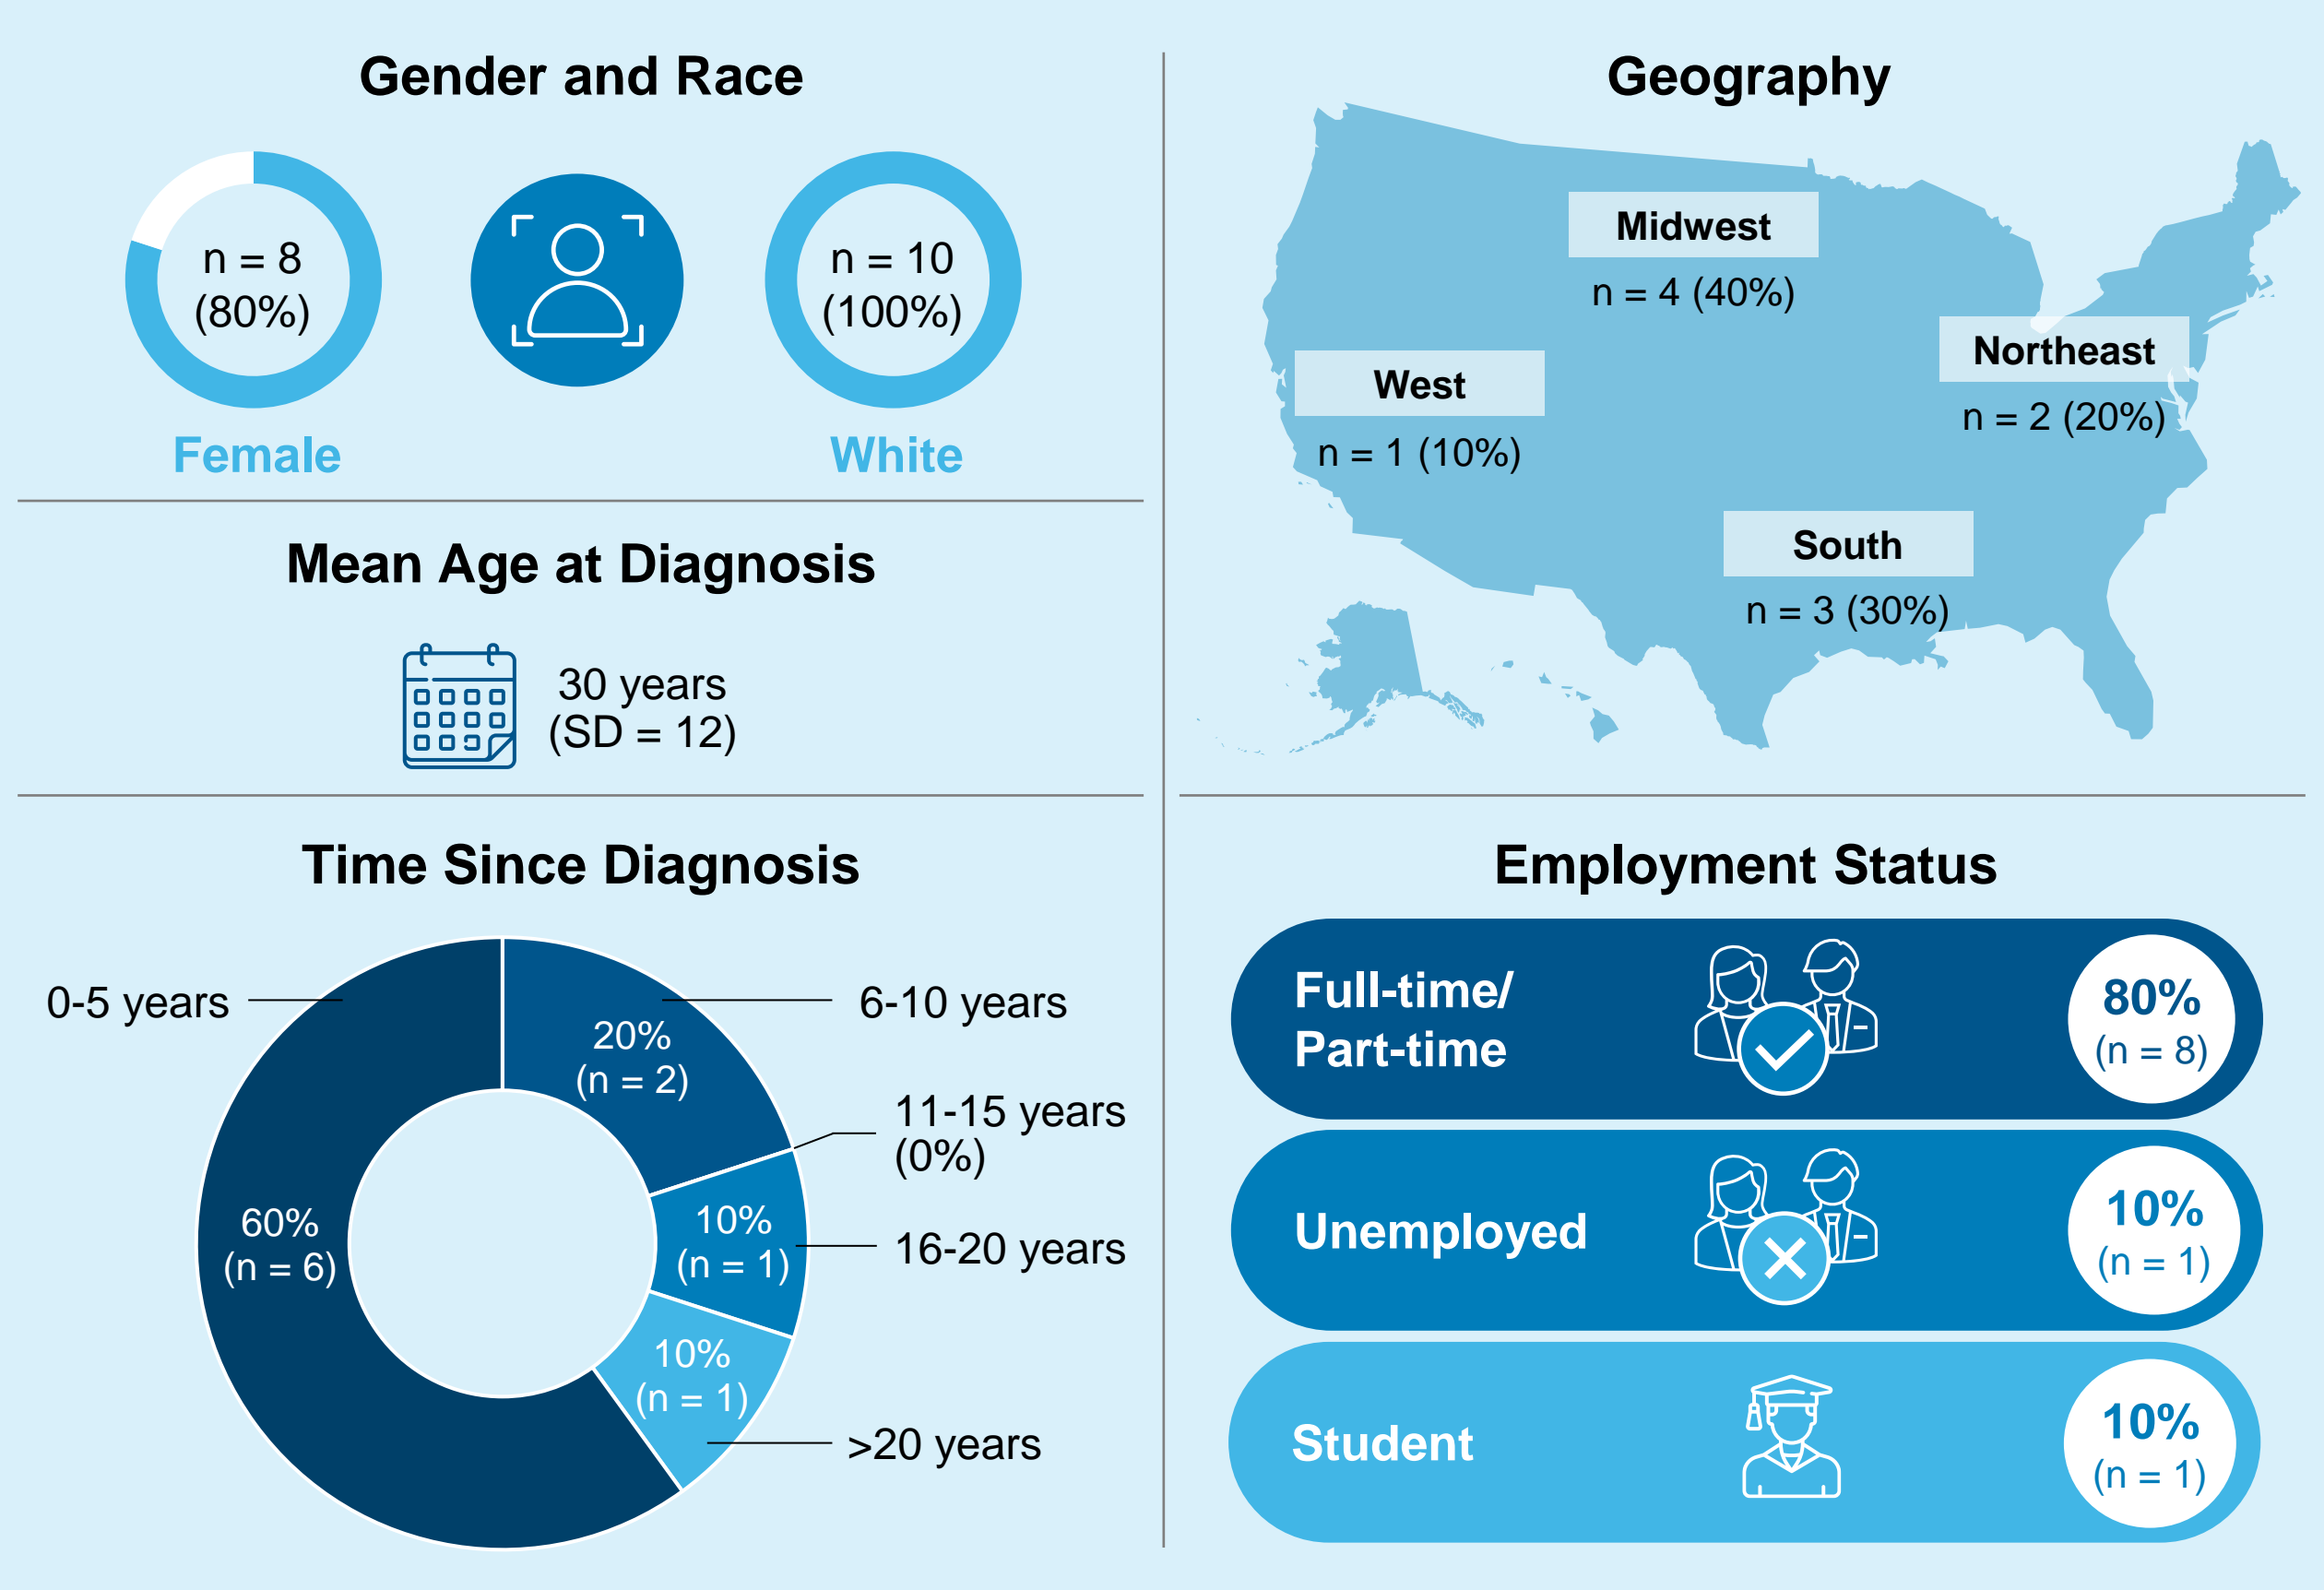 Gender and Race
n = 8
(80%)
Female
n = 10
(100%)
White
Mean Age at Diagnosis
30 years
(SD = 12)
Time Since Diagnosis
0-5 years
60%
(n = 6)
6-10 years
20%
(n = 2)
11-15 years
(0%)
16-20 years
10%
(n = 1)
>20 years
10%
(n = 1)
Geography
Midwest
n = 4 (40%)
Northeast
n = 2 (20%)
West
n = 1 (10%)
South
n = 3 (30%)
Employment Status
Full-time/
Part-time
80%
(n = 8)
Unemployed
10%
(n = 1)
Student
10%
(n = 1)